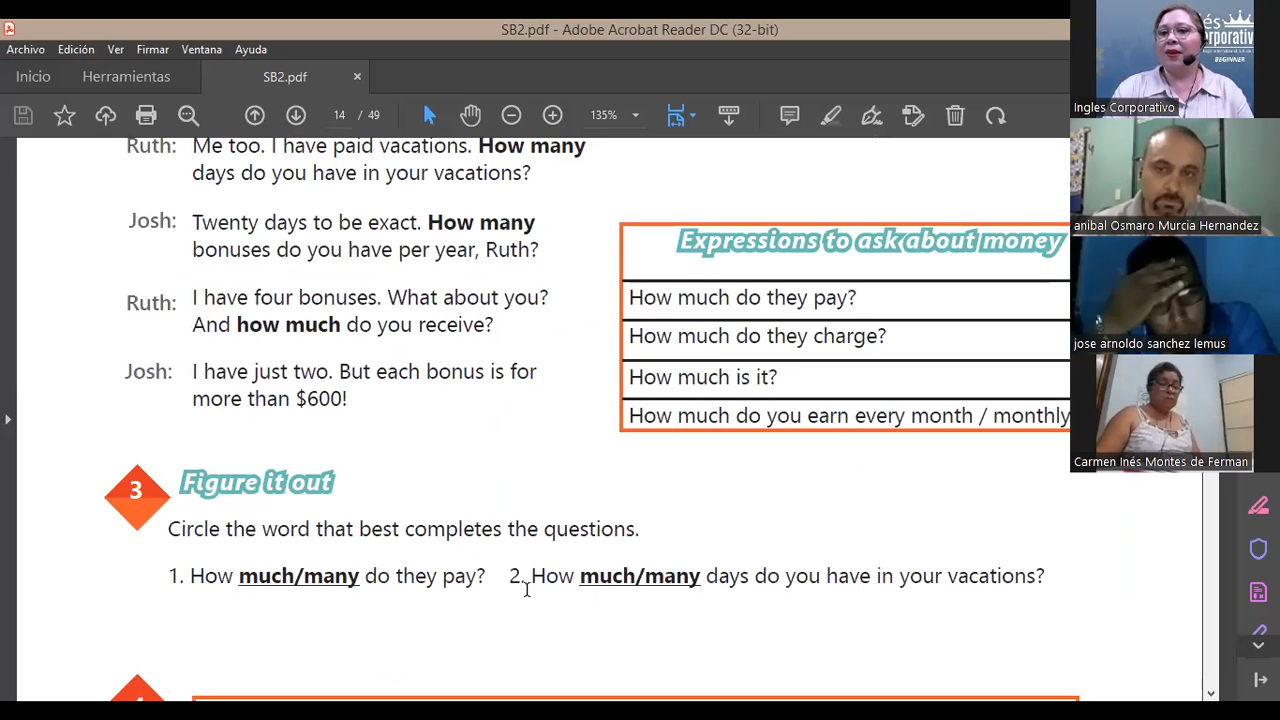 SB2.pdf - Adobe Acrobat Reader DC (32-bit)
Archivo Edición Ver Firmar Ventana Ayuda
Inicio Herramientas SB2.pdf ×
14 / 49 135%
Ruth: Me too. I have paid vacations. How many
days do you have in your vacations?
Josh: Twenty days to be exact. How many
bonuses do you have per year, Ruth?
Ruth: I have four bonuses. What about you?
And how much do you receive?
Josh: I have just two. But each bonus is for
more than $600!
Expressions to ask about money
How much do they pay?
How much do they charge?
How much is it?
How much do you earn every month / monthly
3 Figure it out
Circle the word that best completes the questions.
1. How much/many do they pay? 2. How much/many days do you have in your vacations?
BEGINNER
Ingles Corporativo
anibal Osmaro Murcia Hernandez
jose arnoldo sanchez lemus
Carmen Inés Montes de Ferman